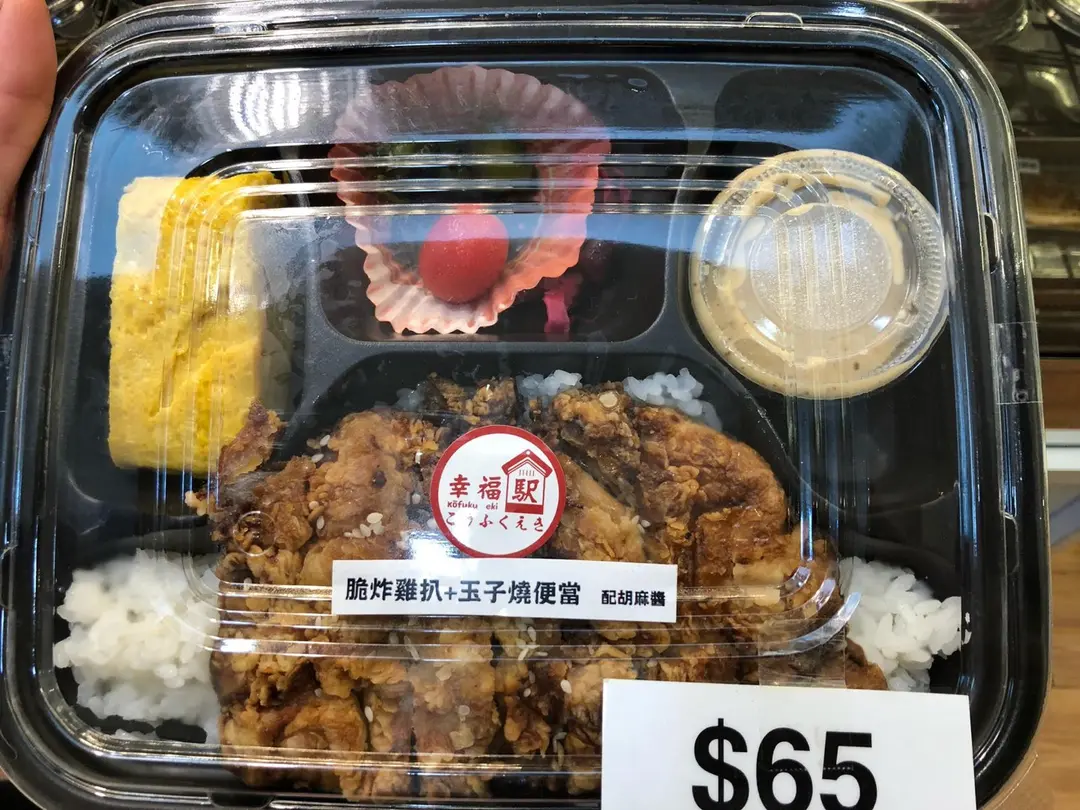 幸福駅
Kōfuku eki
こうふくえき
脆炸雞扒+玉子燒便當 配胡麻醬
$65